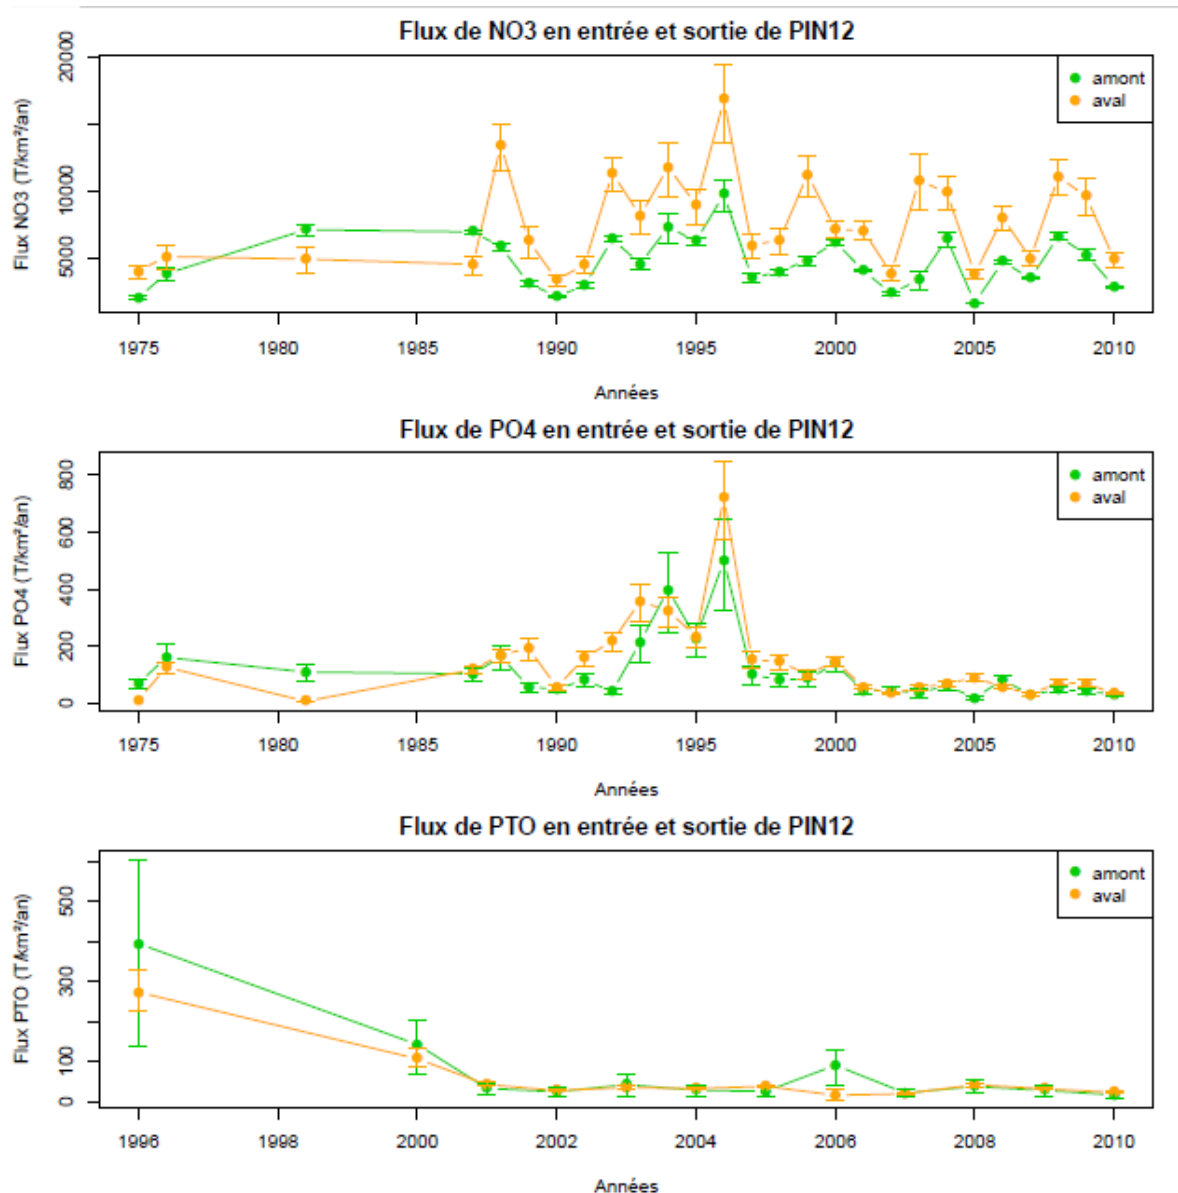 Flux de NO3 en entrée et sortie de PIN12
Flux NO3 (T/km²/an)
20000
10000
5000
amont
aval
1975 1980 1985 1990 1995 2000 2005 2010
Années
Flux de PO4 en entrée et sortie de PIN12
Flux PO4 (T/km²/an)
800
600
400
200
0
amont
aval
1975 1980 1985 1990 1995 2000 2005 2010
Années
Flux de PTO en entrée et sortie de PIN12
Flux PTO (T/km²/an)
500
300
100
0
amont
aval
1996 1998 2000 2002 2004 2006 2008 2010
Années